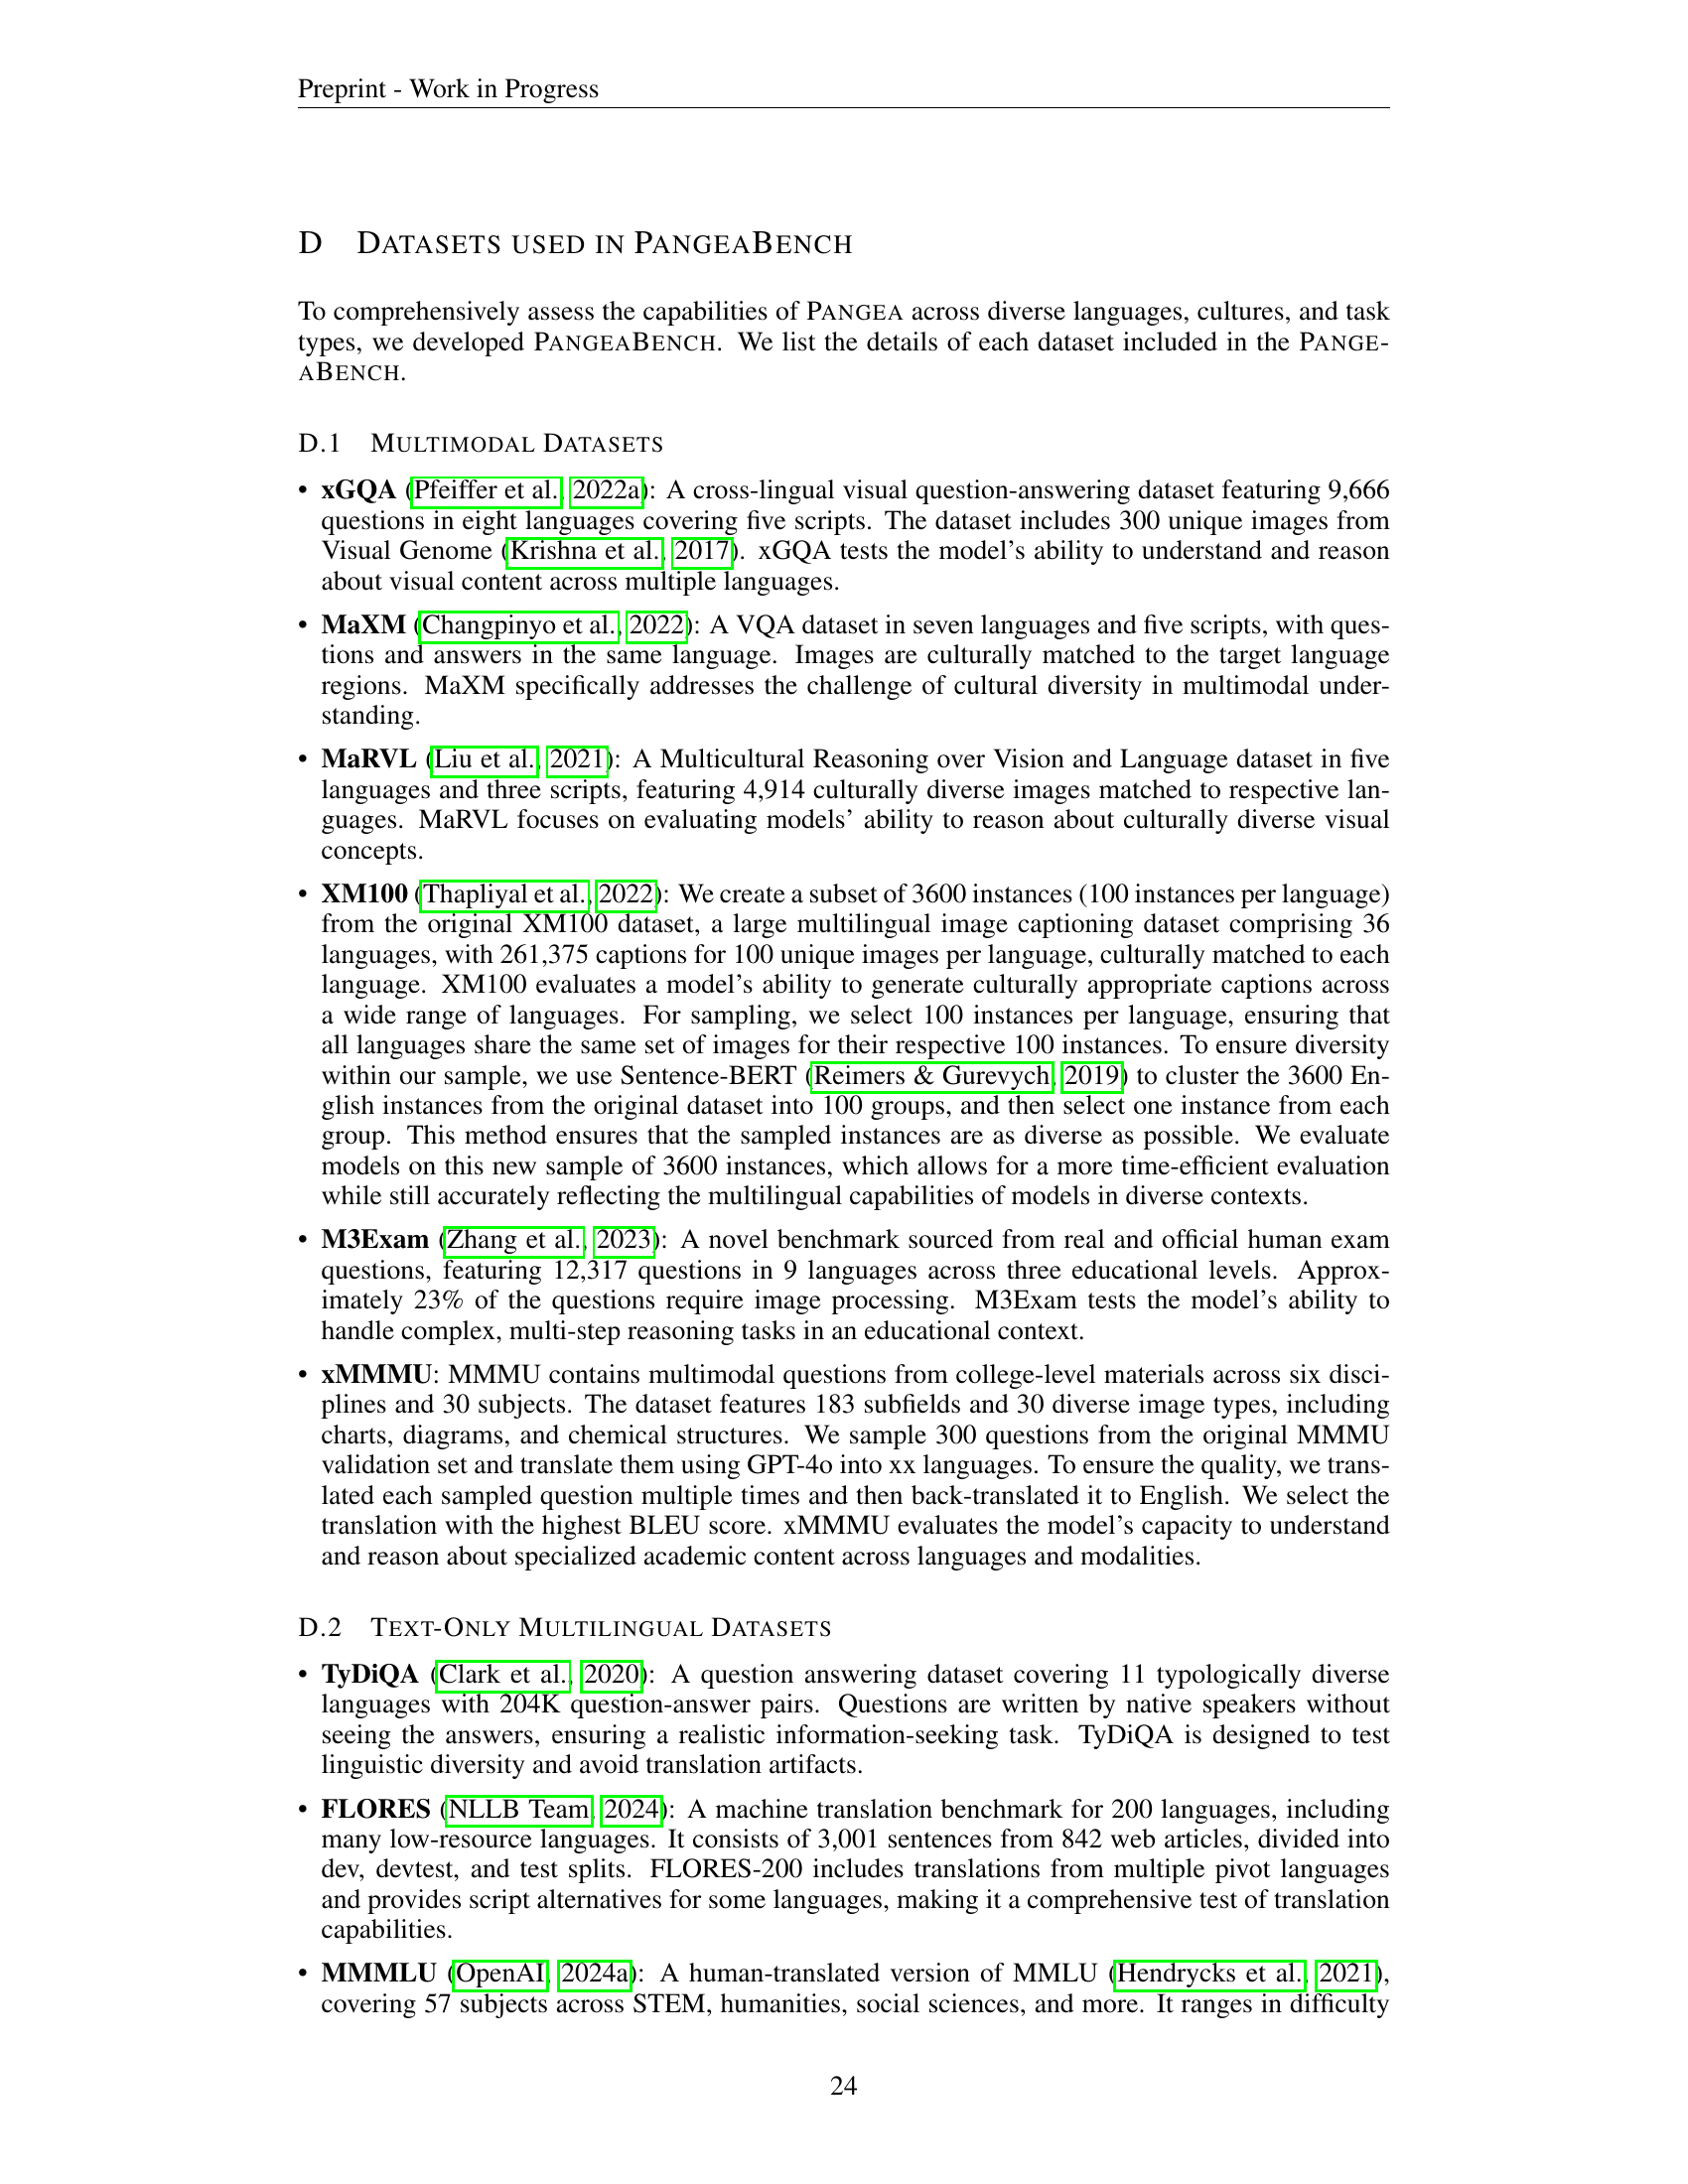 Preprint - Work in Progress
D DATASETS USED IN PANGEABENCH
To comprehensively assess the capabilities of PANGEA across diverse languages, cultures, and task
types, we developed PANGEABENCH. We list the details of each dataset included in the PANGE-
ABENCH.
D.1 MULTIMODAL DATASETS
• xGQA (Pfeiffer et al., 2022a): A cross-lingual visual question-answering dataset featuring 9,666
questions in eight languages covering five scripts. The dataset includes 300 unique images from
Visual Genome (Krishna et al., 2017). xGQA tests the model's ability to understand and reason
about visual content across multiple languages.
• MaXM (Changpinyo et al., 2022): A VQA dataset in seven languages and five scripts, with ques-
tions and answers in the same language. Images are culturally matched to the target language
regions. MaXM specifically addresses the challenge of cultural diversity in multimodal under-
standing.
• MaRVL (Liu et al., 2021): A Multicultural Reasoning over Vision and Language dataset in five
languages and three scripts, featuring 4,914 culturally diverse images matched to respective lan-
guages. MaRVL focuses on evaluating models' ability to reason about culturally diverse visual
concepts.
• XM100 (Thapliyal et al., 2022): We create a subset of 3600 instances (100 instances per language)
from the original XM100 dataset, a large multilingual image captioning dataset comprising 36
languages, with 261,375 captions for 100 unique images per language, culturally matched to each
language. XM100 evaluates a model's ability to generate culturally appropriate captions across
a wide range of languages. For sampling, we select 100 instances per language, ensuring that
all languages share the same set of images for their respective 100 instances. To ensure diversity
within our sample, we use Sentence-BERT (Reimers & Gurevych, 2019) to cluster the 3600 En-
glish instances from the original dataset into 100 groups, and then select one instance from each
group. This method ensures that the sampled instances are as diverse as possible. We evaluate
models on this new sample of 3600 instances, which allows for a more time-efficient evaluation
while still accurately reflecting the multilingual capabilities of models in diverse contexts.
• M3Exam (Zhang et al., 2023): A novel benchmark sourced from real and official human exam
questions, featuring 12,317 questions in 9 languages across three educational levels. Approx-
imately 23% of the questions require image processing. M3Exam tests the model's ability to
handle complex, multi-step reasoning tasks in an educational context.
• xMMMU: MMMU contains multimodal questions from college-level materials across six disci-
plines and 30 subjects. The dataset features 183 subfields and 30 diverse image types, including
charts, diagrams, and chemical structures. We sample 300 questions from the original MMMU
validation set and translate them using GPT-4o into xx languages. To ensure the quality, we trans-
lated each sampled question multiple times and then back-translated it to English. We select the
translation with the highest BLEU score. xMMMU evaluates the model's capacity to understand
and reason about specialized academic content across languages and modalities.
D.2 TEXT-ONLY MULTILINGUAL DATASETS
• TyDiQA (Clark et al., 2020): A question answering dataset covering 11 typologically diverse
languages with 204K question-answer pairs. Questions are written by native speakers without
seeing the answers, ensuring a realistic information-seeking task. TyDiQA is designed to test
linguistic diversity and avoid translation artifacts.
• FLORES (NLLB Team, 2024): A machine translation benchmark for 200 languages, including
many low-resource languages. It consists of 3,001 sentences from 842 web articles, divided into
dev, devtest, and test splits. FLORES-200 includes translations from multiple pivot languages
and provides script alternatives for some languages, making it a comprehensive test of translation
capabilities.
• MMMLU (OpenAI, 2024a): A human-translated version of MMLU (Hendrycks et al., 2021),
covering 57 subjects across STEM, humanities, social sciences, and more. It ranges in difficulty
24